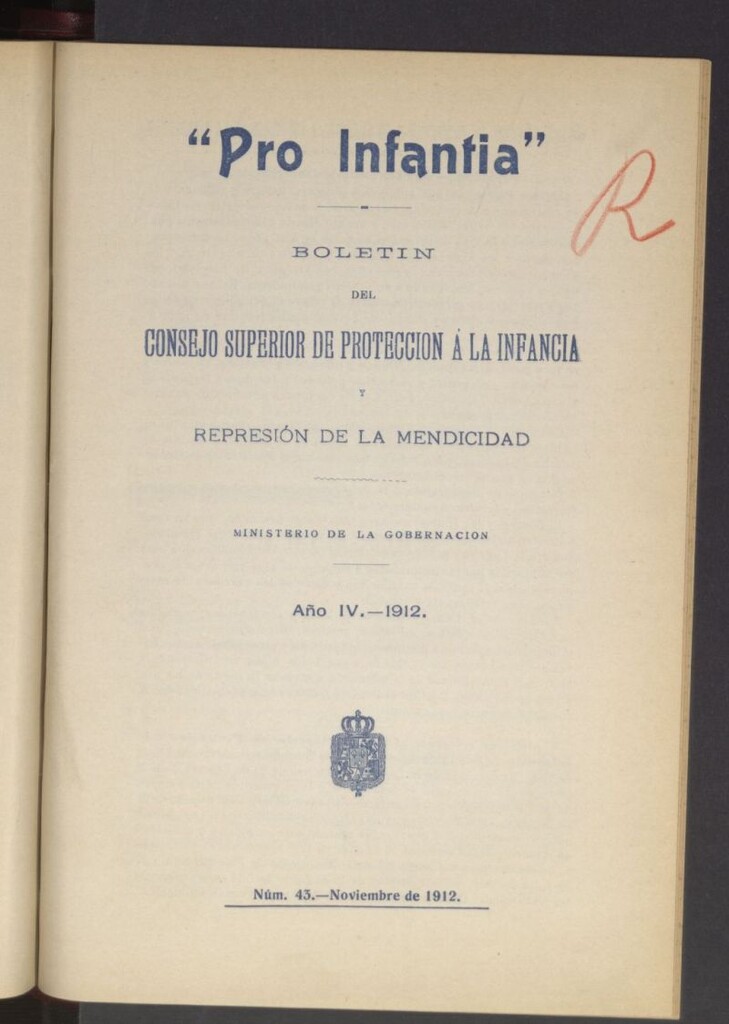 “Pro Infantia”
R
BOLETIN
DEL
CONSEJO SUPERIOR DE PROTECCION Á LA INFANCIA
Y
REPRESIÓN DE LA MENDICIDAD
MINISTERIO DE LA GOBERNACION
Año IV.—1912.
Núm. 43.—Noviembre de 1912.